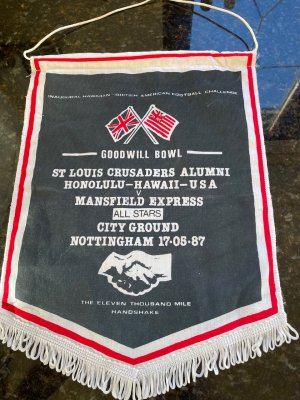 INAUGURAL HAWAIIAN-BRITISH AMERICAN FOOTBALL CHALLENGE
GOODWILL BOWL
ST LOUIS CRUSADERS ALUMNI
HONOLULU-HAWAII-USA
V
MANSFIELD EXPRESS
ALL STARS
CITY GROUND
NOTTINGHAM 17·05·87
THE ELEVEN THOUSAND MILE
HANDSHAKE